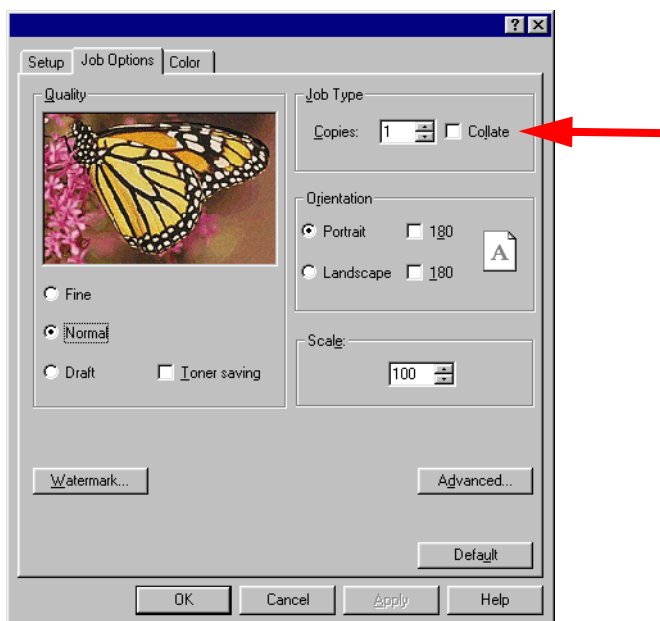 ? X
Setup Job Options Color
Quality
Fine
Normal
Draft Toner saving
Job Type
Copies: 1 Collate
Orientation
Portrait 180
Landscape 180
A
Scale:
100
Watermark... Advanced...
Default
OK Cancel Apply Help